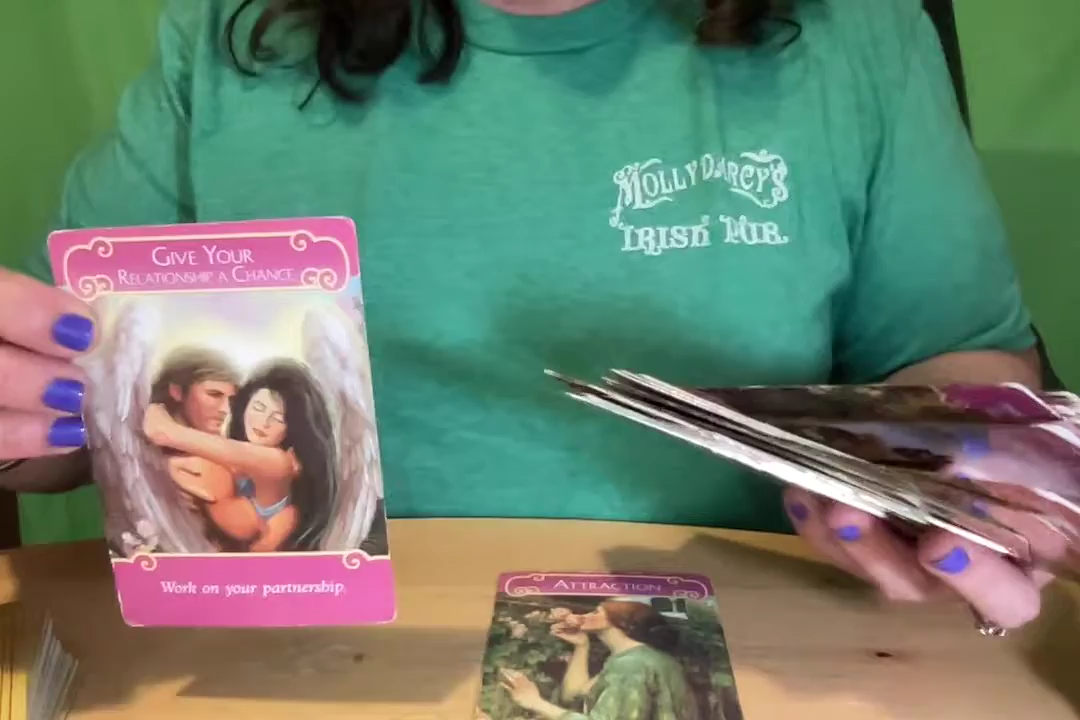 MOLLY DARCY'S
IRISH PUB.
GIVE YOUR
RELATIONSHIP A CHANCE
Work on your partnership.
ATTRACTION